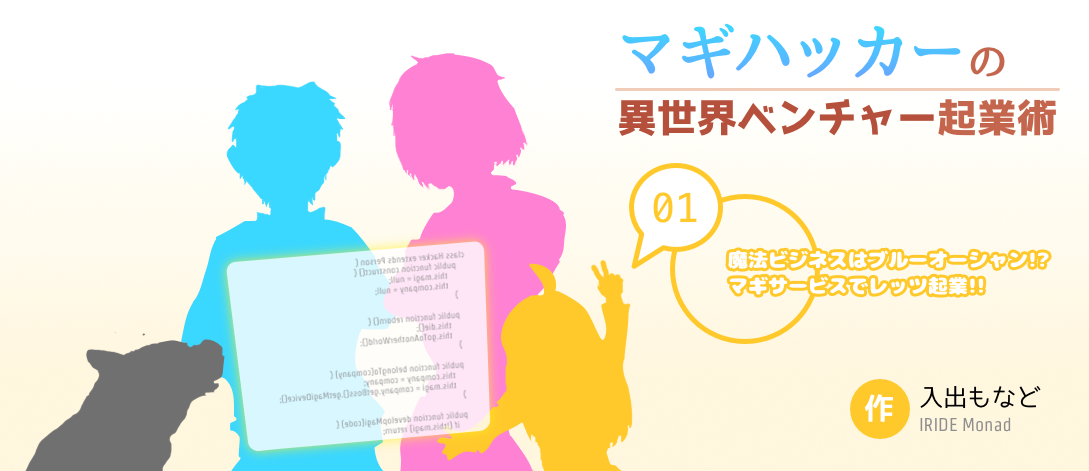 マギハッカーの
異世界ベンチャー起業術
01
魔法ビジネスはブルーオーシャン!?
マギサービスでレッツ起業!!
class Hacker extends Person {
public function construct() {
this.magi = null;
this.company = null;
}
public function reborn() {
this.die();
this.goToAnotherWorld();
}
public function belongTo(company) {
this.company = company;
this.magi = company.getBoss().getMagiDevice();
}
public function developMagi(code) {
if (!this.magi) return;
作
入出もなど
IRIDE Monad